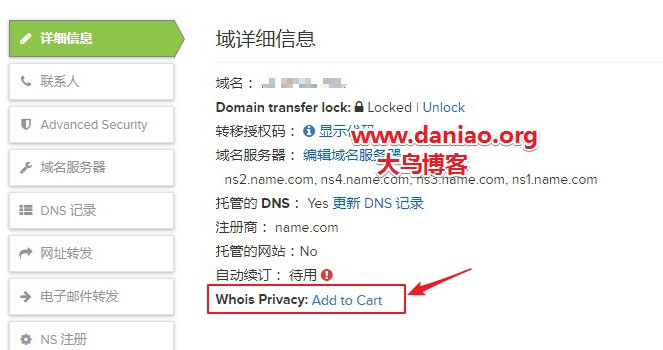 详细信息
联系人
Advanced Security
域名服务器
DNS 记录
网址转发
电子邮件转发
NS 注册
域详细信息
域名：
Domain transfer lock: Locked | Unlock
转移授权码： 显示代码
www.daniao.org
域名服务器： 编辑域名服务器
大鸟博客
ns2.name.com, ns4.name.com, ns3.name.com, ns1.name.com
托管的 DNS： Yes 更新 DNS 记录
注册商： name.com
托管的网站：No
自动续订： 待用
Whois Privacy: Add to Cart